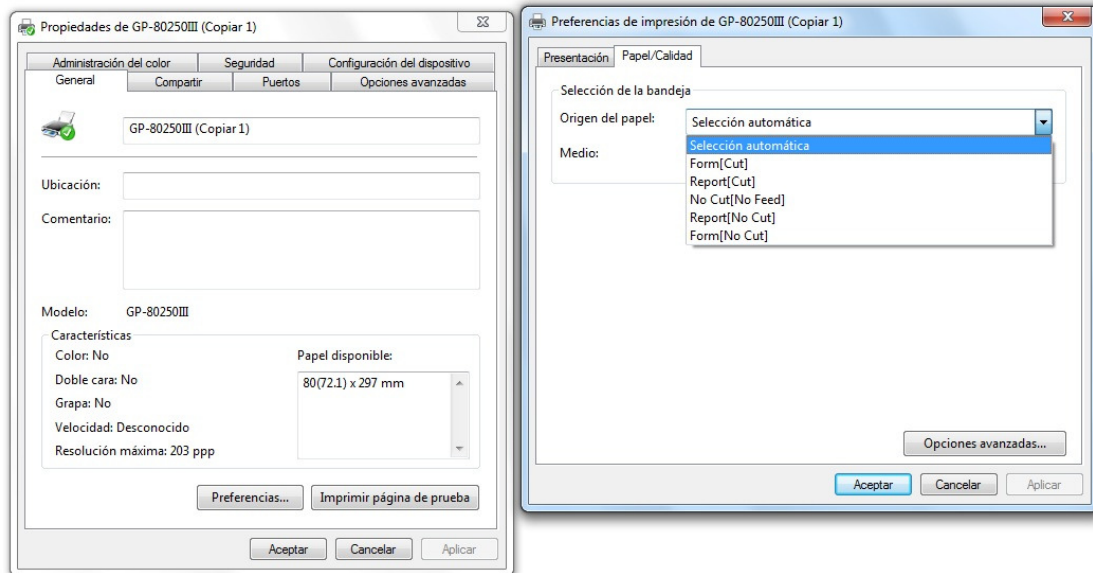 Propiedades de GP-80250III (Copiar 1)
Administración del color
Seguridad
Configuración del dispositivo
General
Compartir
Puertos
Opciones avanzadas
GP-80250III (Copiar 1)
Ubicación:
Comentario:
Modelo: GP-80250III
Características
Color: No
Doble cara: No
Grapa: No
Velocidad: Desconocido
Resolución máxima: 203 ppp
Papel disponible:
80(72.1) x 297 mm
Preferencias...
Imprimir página de prueba
Aceptar
Cancelar
Aplicar
Preferencias de impresión de GP-80250III (Copiar 1)
Presentación
Papel/Calidad
Selección de la bandeja
Origen del papel: Selección automática
Medio:
Selección automática
Form[Cut]
Report[Cut]
No Cut[No Feed]
Report[No Cut]
Form[No Cut]
Opciones avanzadas...
Aceptar
Cancelar
Aplicar